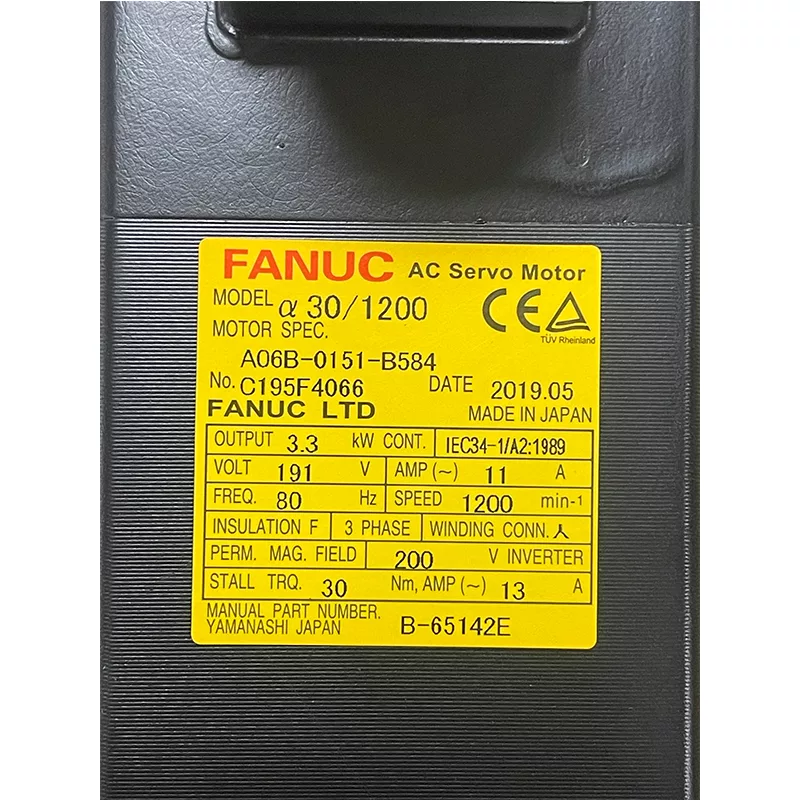 FANUC AC Servo Motor
MODEL α 30/1200
MOTOR SPEC.
A06B-0151-B584
No. C195F4066 DATE 2019.05
FANUC LTD MADE IN JAPAN
CE
TÜV Rheinland
OUTPUT 3.3 kW CONT. IEC34-1/A2:1989
VOLT 191 V AMP (~) 11 A
FREQ. 80 Hz SPEED 1200 min-1
INSULATION F 3 PHASE WINDING CONN. 人
PERM. MAG. FIELD 200 V INVERTER
STALL TRQ. 30 Nm, AMP (~) 13 A
MANUAL PART NUMBER.
YAMANASHI JAPAN B-65142E